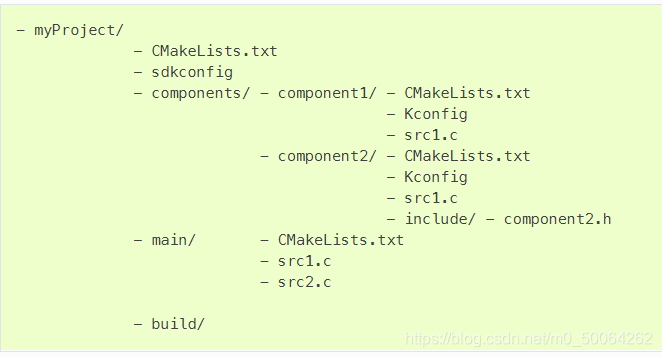 – myProject/
– CMakeLists.txt
– sdkconfig
– components/ – component1/ – CMakeLists.txt
– Kconfig
– src1.c
– component2/ – CMakeLists.txt
– Kconfig
– src1.c
– include/ – component2.h
– main/ – CMakeLists.txt
– src1.c
– src2.c
– build/
https://blog.csdn.net/m0_50064262